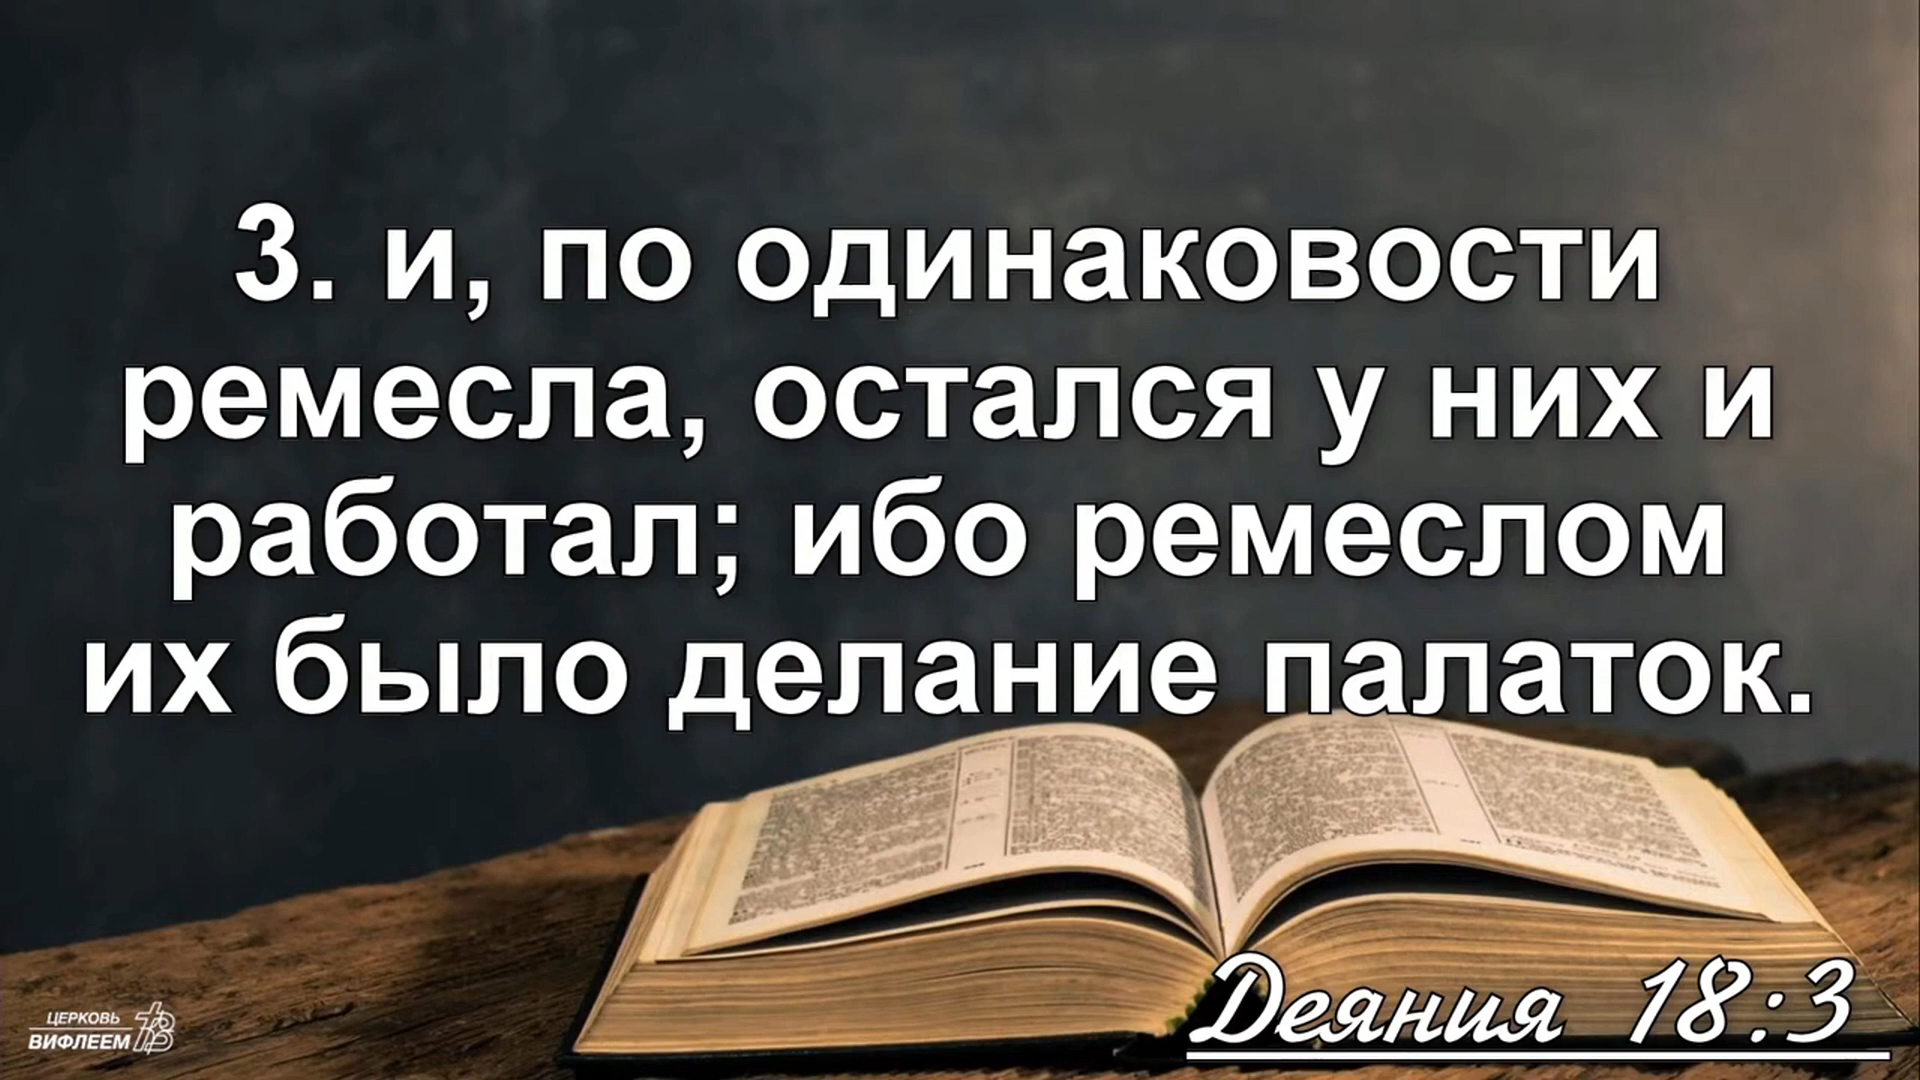 3. и, по одинаковости
ремесла, остался у них и
работал; ибо ремеслом
их было делание палаток.
Деяния 18:3
ЦЕРКОВЬ
ВИФЛЕЕМ